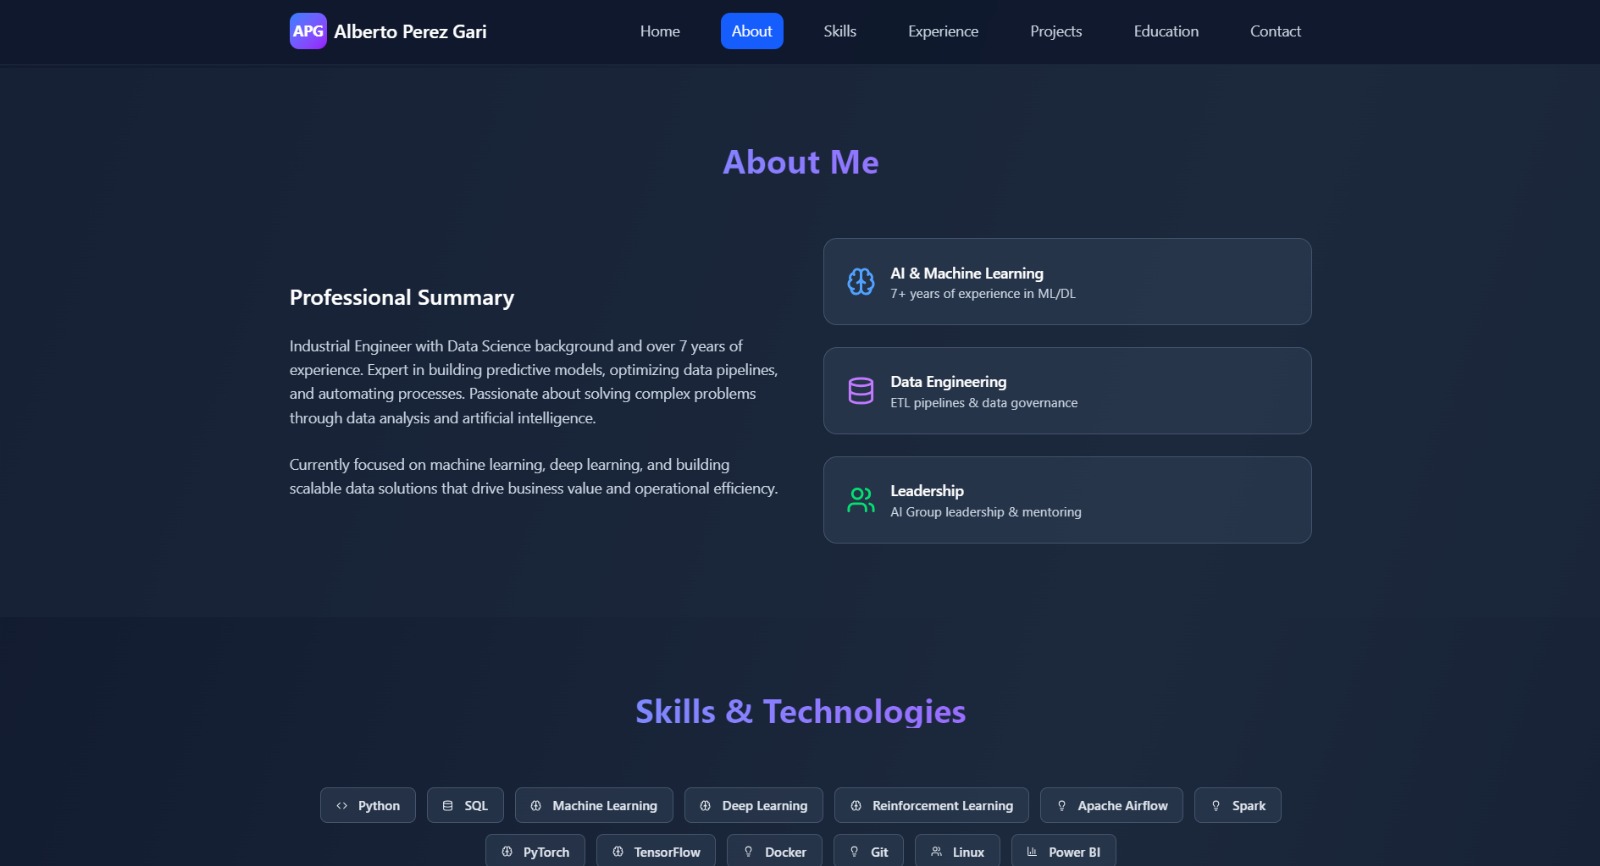 APG Alberto Perez Gari Home About Skills Experience Projects Education Contact
About Me
Professional Summary
Industrial Engineer with Data Science background and over 7 years of
experience. Expert in building predictive models, optimizing data pipelines,
and automating processes. Passionate about solving complex problems
through data analysis and artificial intelligence.
Currently focused on machine learning, deep learning, and building
scalable data solutions that drive business value and operational efficiency.
AI & Machine Learning
7+ years of experience in ML/DL
Data Engineering
ETL pipelines & data governance
Leadership
AI Group leadership & mentoring
Skills & Technologies
Python SQL Machine Learning Deep Learning Reinforcement Learning Apache Airflow Spark
PyTorch TensorFlow Docker Git Linux Power BI